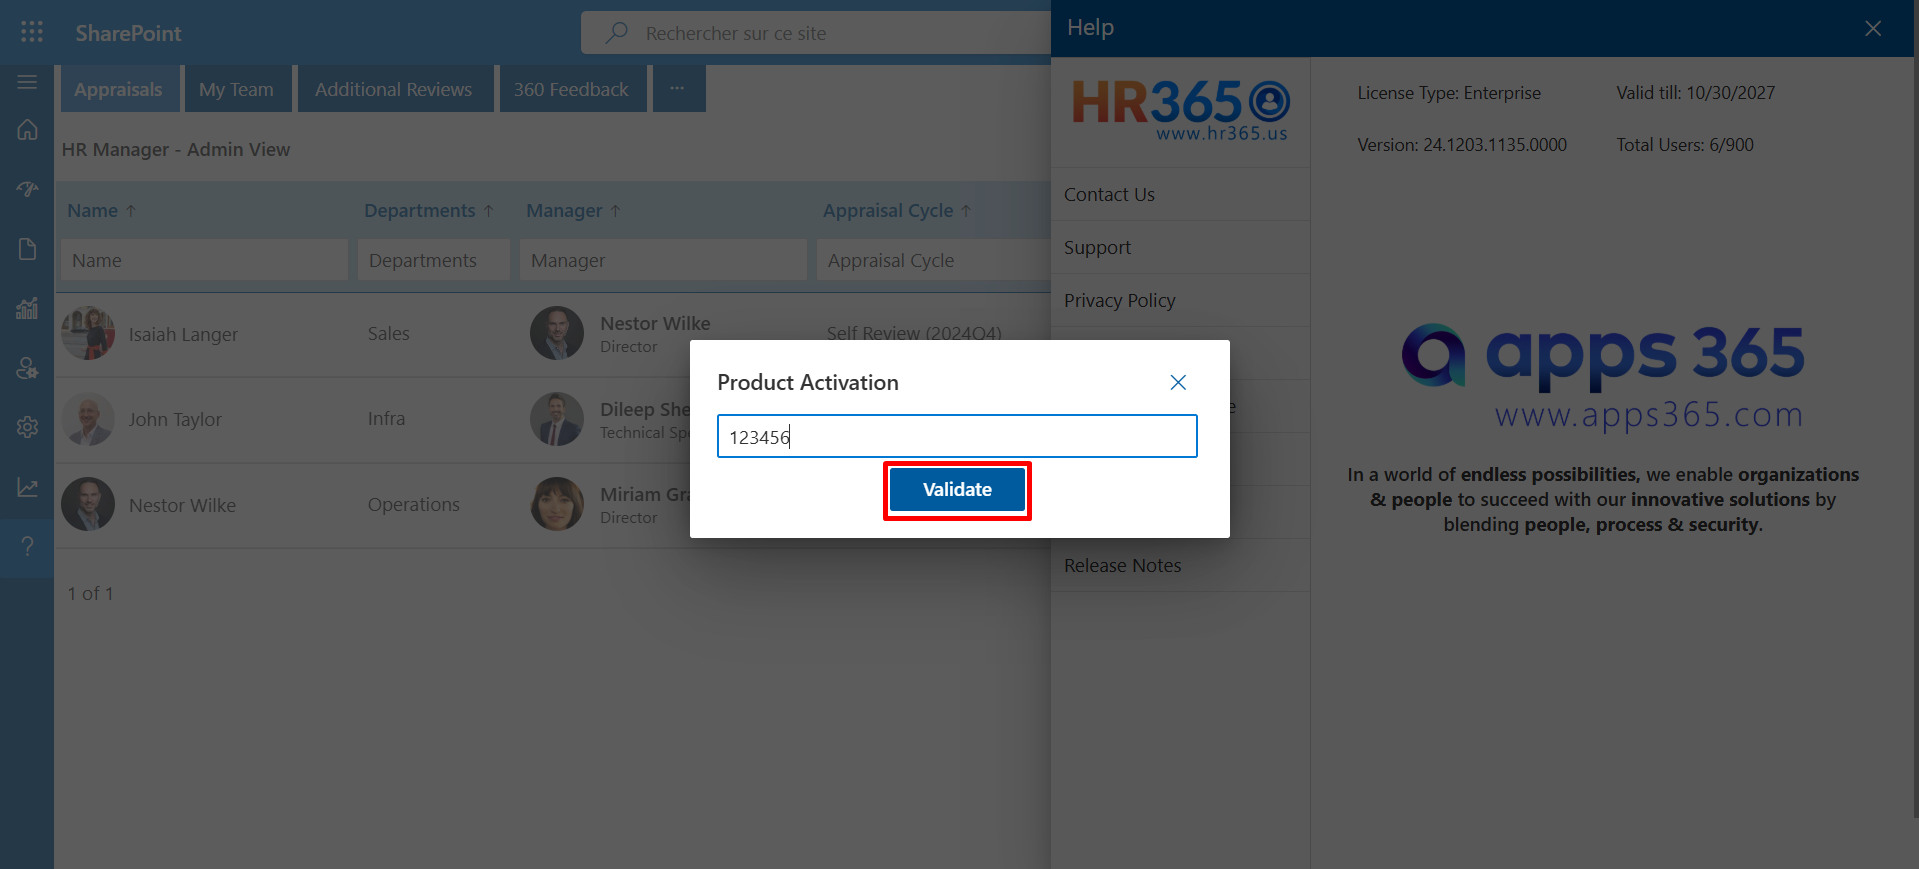 SharePoint
Rechercher sur ce site
Appraisals
My Team
Additional Reviews
360 Feedback
...
HR Manager - Admin View
Name ↑
Departments ↑
Manager ↑
Appraisal Cycle ↑
Name
Departments
Manager
Appraisal Cycle
Isaiah Langer
Sales
Nestor Wilke
Director
Self Review (2024Q4)
John Taylor
Infra
Dileep She
Technical Sp
Nestor Wilke
Operations
Miriam Gra
Director
1 of 1
Product Activation
123456
Validate
Help
HR365
www.hr365.us
Contact Us
Support
Privacy Policy
e
Release Notes
License Type: Enterprise
Valid till: 10/30/2027
Version: 24.1203.1135.0000
Total Users: 6/900
apps 365
www.apps365.com
In a world of endless possibilities, we enable organizations
& people to succeed with our innovative solutions by
blending people, process & security.